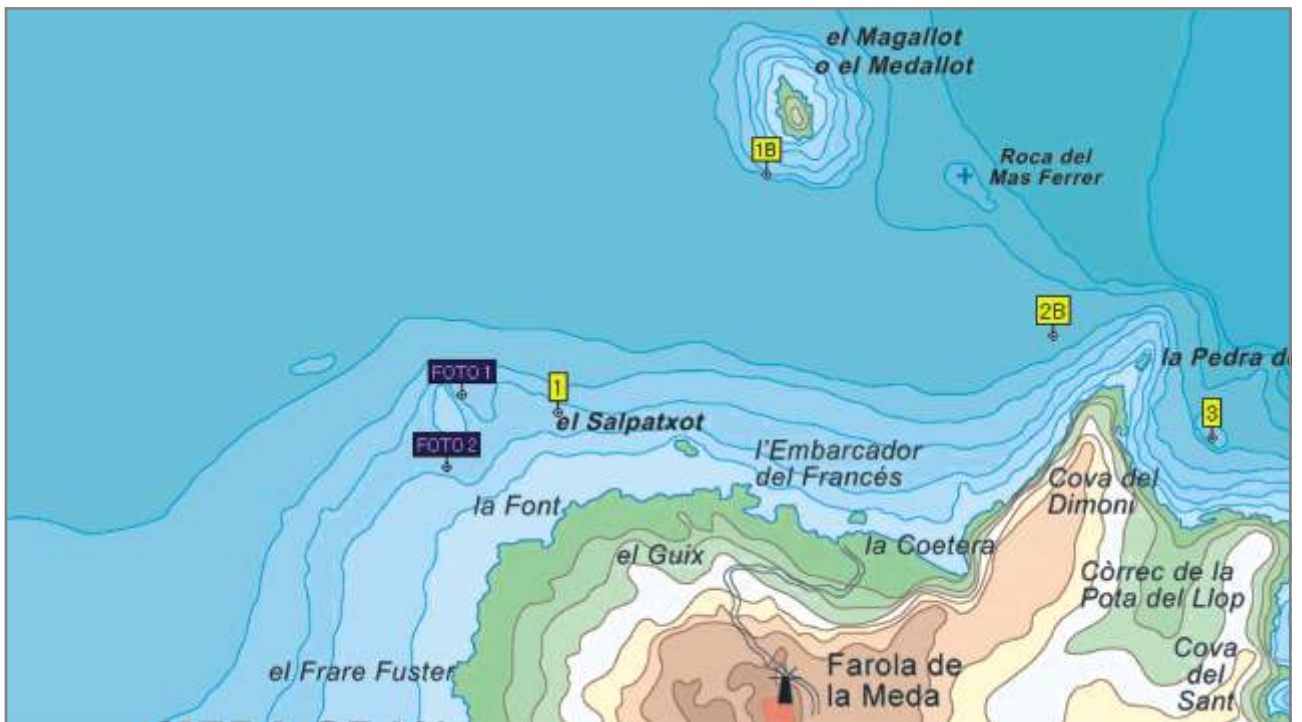 el Magallot
o el Medallot
1B
Roca del
Mas Ferrer
2B
la Pedra de
FOTO 1
1
el Salpatxot
3
FOTO 2
l'Embarcador
del Francés
Cova del
Dimoni
la Font
la Coetera
el Guix
Còrrec de la
Pota del Llop
el Frare Fuster
Farola de
la Meda
Cova
del
Sant